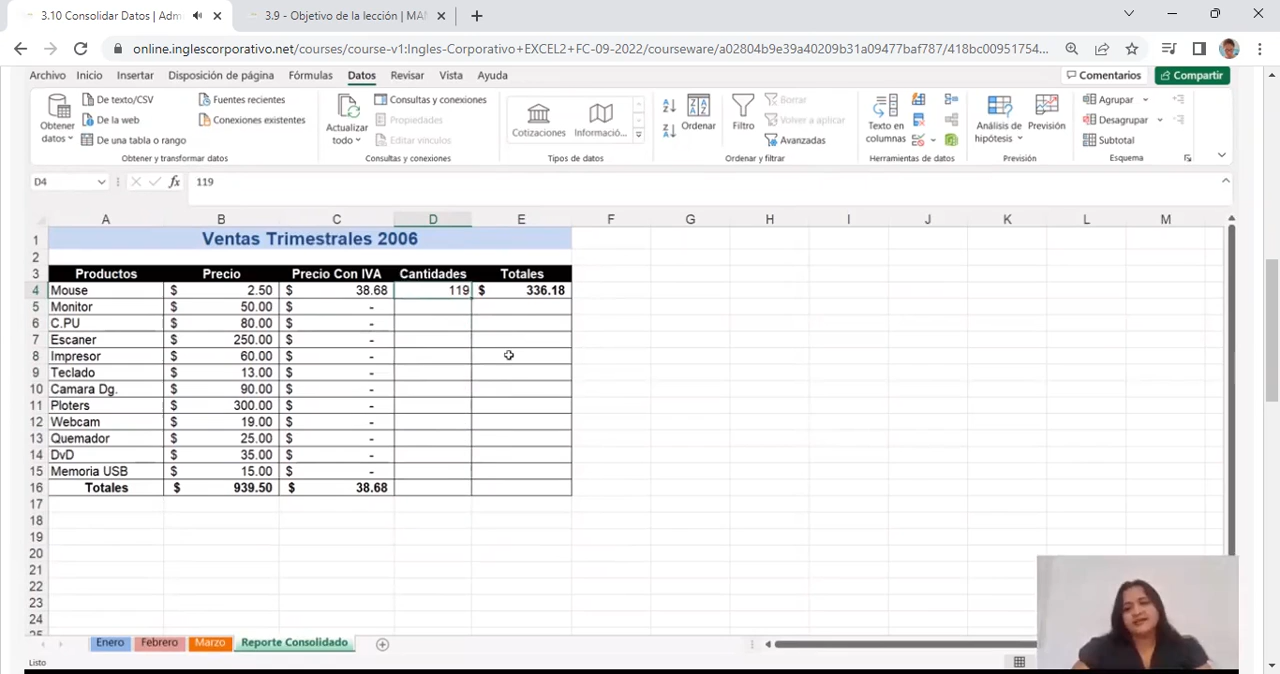 3.10 Consolidar Datos | Adm
3.9 - Objetivo de la lección | MA
online.inglescorporativo.net/courses/course-v1:Ingles-Corporativo+EXCEL2+FC-09-2022/courseware/a02804b9e39a40209b31a09477baf787/418bc00951754...
Archivo Inicio Insertar Disposición de página Fórmulas Datos Revisar Vista Ayuda Comentarios Compartir
De texto/CSV Fuentes recientes Consultas y conexiones Borrar Agrupar
Obtener datos De la web Conexiones existentes Actualizar todo Propiedades Cotizaciones Informació... Ordenar Filtro Volver a aplicar Texto en columnas Análisis de hipótesis Previsión Desagrupar
De una tabla o rango Editar vínculos Avanzadas Subtotal
Obtener y transformar datos Consultas y conexiones Tipos de datos Ordenar y filtrar Herramientas de datos Previsión Esquema
D4 fx 119
A B C D E F G H I J K L M
1 Ventas Trimestrales 2006
2
3 Productos Precio Precio Con IVA Cantidades Totales
4 Mouse $ 2.50 $ 38.68 119 $ 336.18
5 Monitor $ 50.00 $ -
6 C.PU $ 80.00 $ -
7 Escaner $ 250.00 $ -
8 Impresor $ 60.00 $ -
9 Teclado $ 13.00 $ -
10 Camara Dg. $ 90.00 $ -
11 Ploters $ 300.00 $ -
12 Webcam $ 19.00 $ -
13 Quemador $ 25.00 $ -
14 DvD $ 35.00 $ -
15 Memoria USB $ 15.00 $ -
16 Totales $ 939.50 $ 38.68
17
18
19
20
21
22
23
24
25
Enero Febrero Marzo Reporte Consolidado
Listo